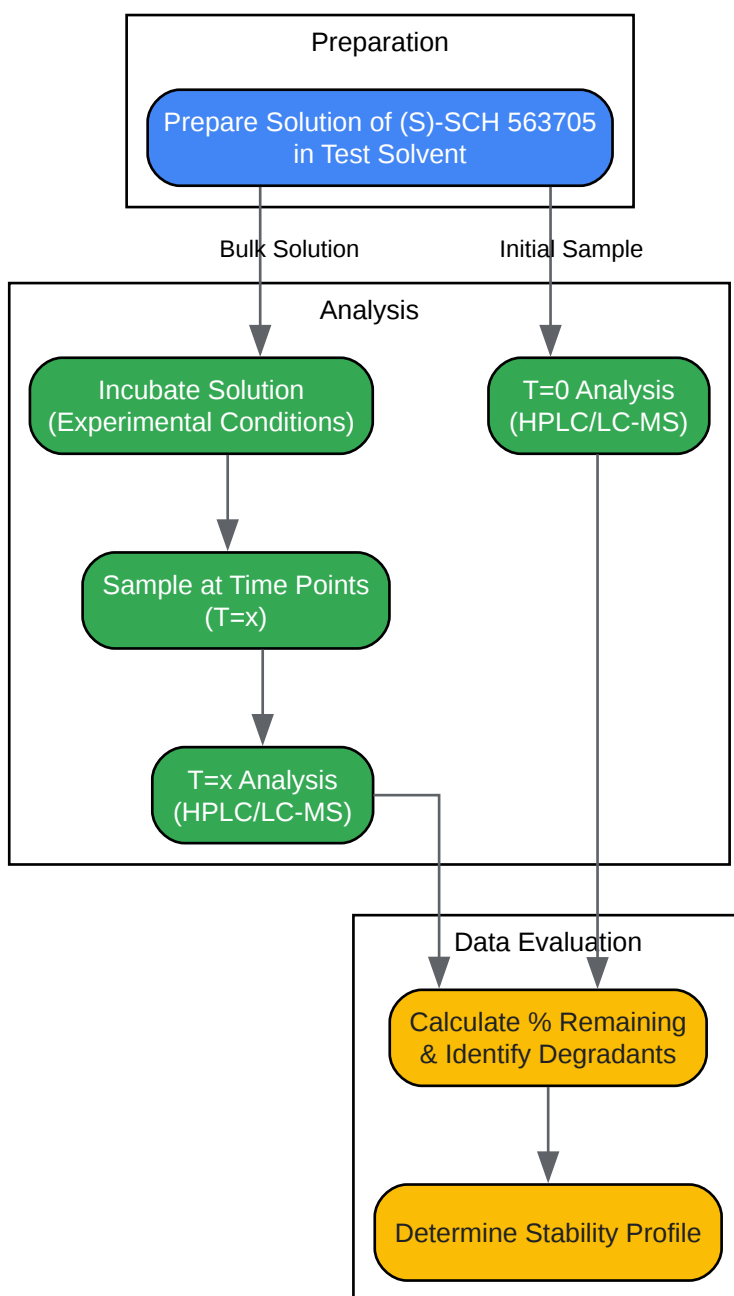 Preparation
Prepare Solution of (S)-SCH 563705
in Test Solvent
Bulk Solution
Initial Sample
Analysis
Incubate Solution
(Experimental Conditions)
T=0 Analysis
(HPLC/LC-MS)
Sample at Time Points
(T=x)
T=x Analysis
(HPLC/LC-MS)
Data Evaluation
Calculate % Remaining
& Identify Degradants
Determine Stability Profile